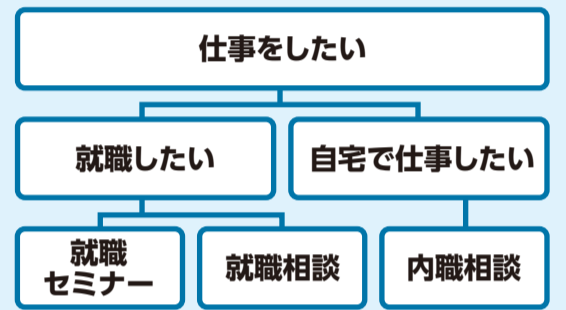 仕事をしたい
就職したい
自宅で仕事したい
就職
セミナー
就職相談
内職相談